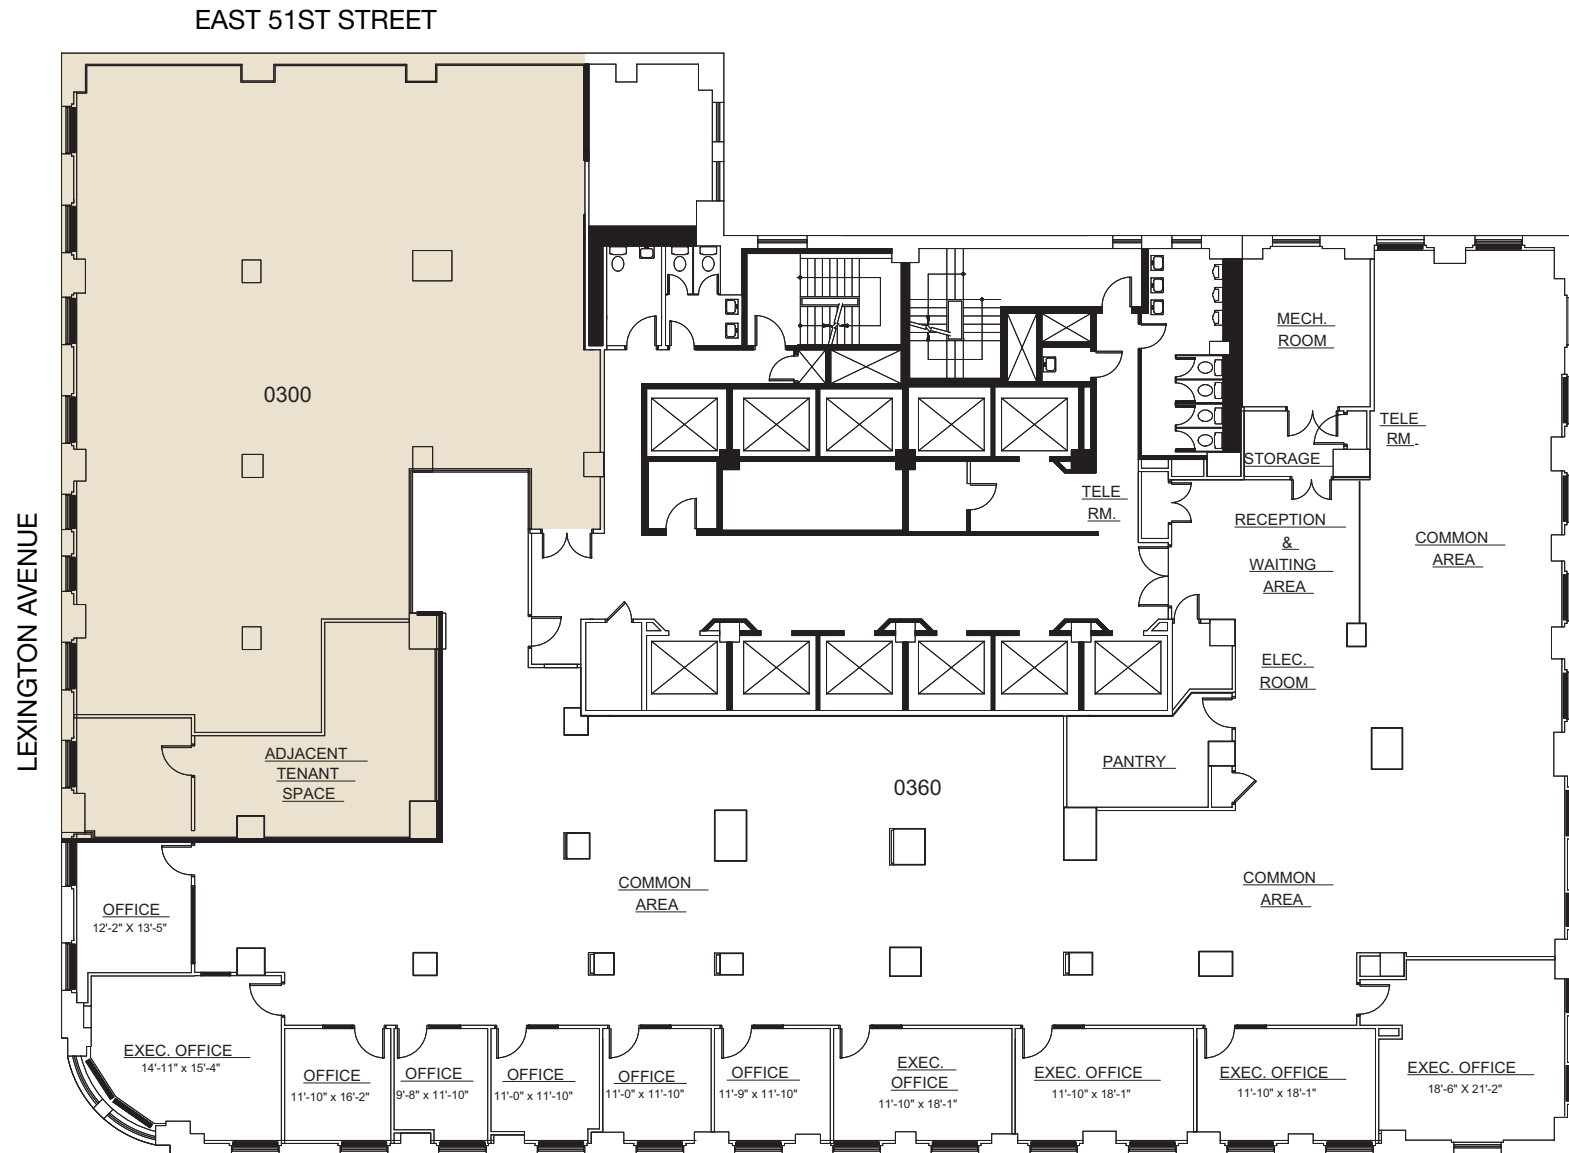 EAST 51ST STREET
LEXINGTON AVENUE
0300
MECH.
ROOM
TELE
RM .
STORAGE
TELE
RM.
RECEPTION
&
WAITING
AREA
COMMON
AREA
ELEC.
ROOM
ADJACENT
TENANT
SPACE
PANTRY
0360
COMMON
AREA
COMMON
AREA
OFFICE
12'-2" X 13'-5"
EXEC. OFFICE
14'-11" x 15'-4"
OFFICE
11'-10" x 16'-2"
OFFICE
9'-8" x 11'-10"
OFFICE
11'-0" x 11'-10"
OFFICE
11'-0" x 11'-10"
OFFICE
11'-9" x 11'-10"
EXEC.
OFFICE
11'-10" x 18'-1"
EXEC. OFFICE
11'-10" x 18'-1"
EXEC. OFFICE
11'-10" x 18'-1"
EXEC. OFFICE
18'-6" X 21'-2"